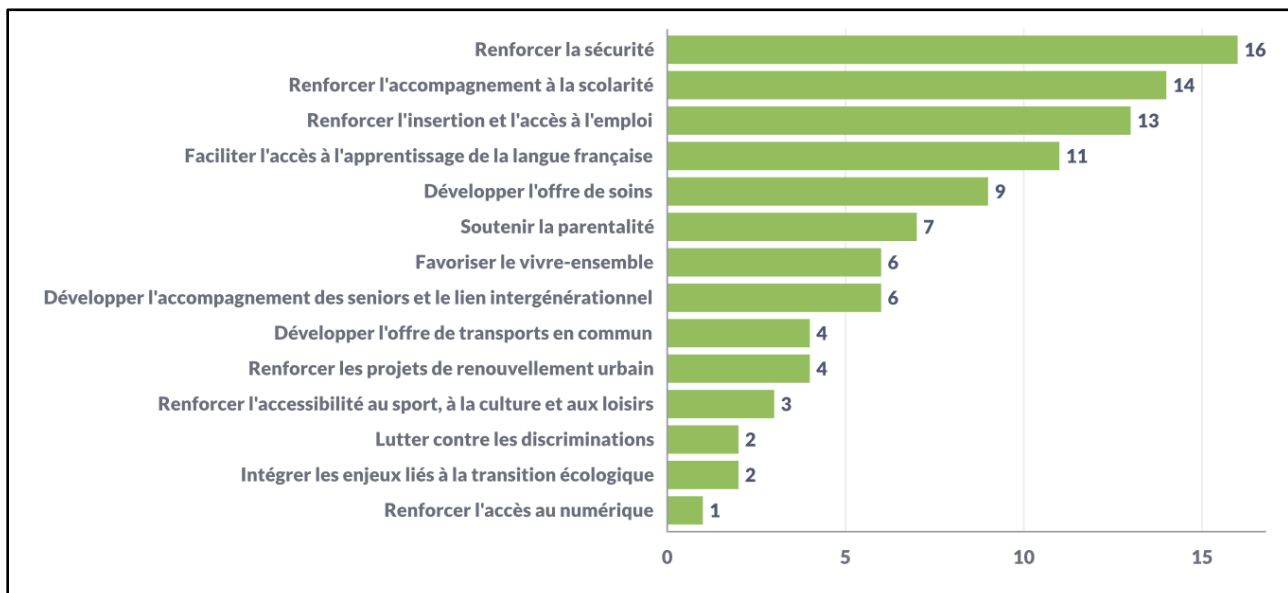 Renforcer la sécurité 16
Renforcer l'accompagnement à la scolarité 14
Renforcer l'insertion et l'accès à l'emploi 13
Faciliter l'accès à l'apprentissage de la langue française 11
Développer l'offre de soins 9
Soutenir la parentalité 7
Favoriser le vivre-ensemble 6
Développer l'accompagnement des seniors et le lien intergénérationnel 6
Développer l'offre de transports en commun 4
Renforcer les projets de renouvellement urbain 4
Renforcer l'accessibilité au sport, à la culture et aux loisirs 3
Lutter contre les discriminations 2
Intégrer les enjeux liés à la transition écologique 2
Renforcer l'accès au numérique 1
0 5 10 15